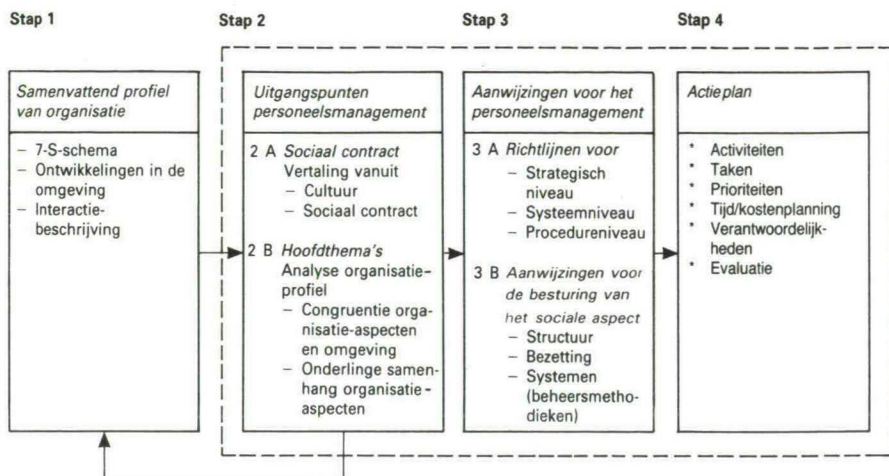 Stap 1
Stap 2
Stap 3
Stap 4
Samenvattend profiel
van organisatie
– 7-S-schema
– Ontwikkelingen in de
omgeving
– Interactie-
beschrijving
Uitgangspunten
personeelsmanagement
2 A Sociaal contract
Vertaling vanuit
– Cultuur
– Sociaal contract
2 B Hoofdthema's
Analyse organisatie-
profiel
– Congruentie orga-
nisatie-aspecten
en omgeving
– Onderlinge samen-
hang organisatie-
aspecten
Aanwijzingen voor het
personeelsmanagement
3 A Richtlijnen voor
– Strategisch
niveau
– Systeemniveau
– Procedureniveau
3 B Aanwijzingen voor
de besturing van
het sociale aspect
– Structuur
– Bezetting
– Systemen
(beheersmetho-
dieken)
Actieplan
* Activiteiten
* Taken
* Prioriteiten
* Tijd/kostenplanning
* Verantwoordelijk-
heden
* Evaluatie